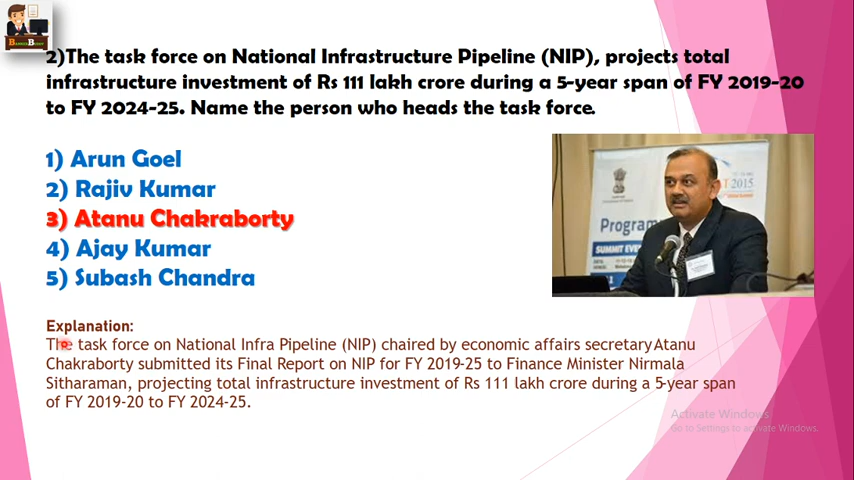 2)The task force on National Infrastructure Pipeline (NIP), projects total
infrastructure investment of Rs 111 lakh crore during a 5-year span of FY 2019-20
to FY 2024-25. Name the person who heads the task force.
1) Arun Goel
2) Rajiv Kumar
3) Atanu Chakraborty
4) Ajay Kumar
5) Subash Chandra
Programm
SUMMIT EVE
2015
Explanation:
The task force on National Infra Pipeline (NIP) chaired by economic affairs secretary Atanu
Chakraborty submitted its Final Report on NIP for FY 2019-25 to Finance Minister Nirmala
Sitharaman, projecting total infrastructure investment of Rs 111 lakh crore during a 5-year span
of FY 2019-20 to FY 2024-25.
Activate Windows
Go to Settings to activate Windows.